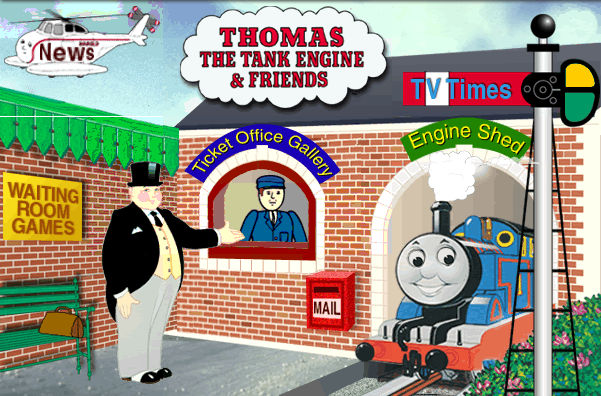 News
THOMAS
THE TANK ENGINE
& FRIENDS
TV Times
Ticket Office Gallery
Engine Shed
WAITING
ROOM
GAMES
MAIL